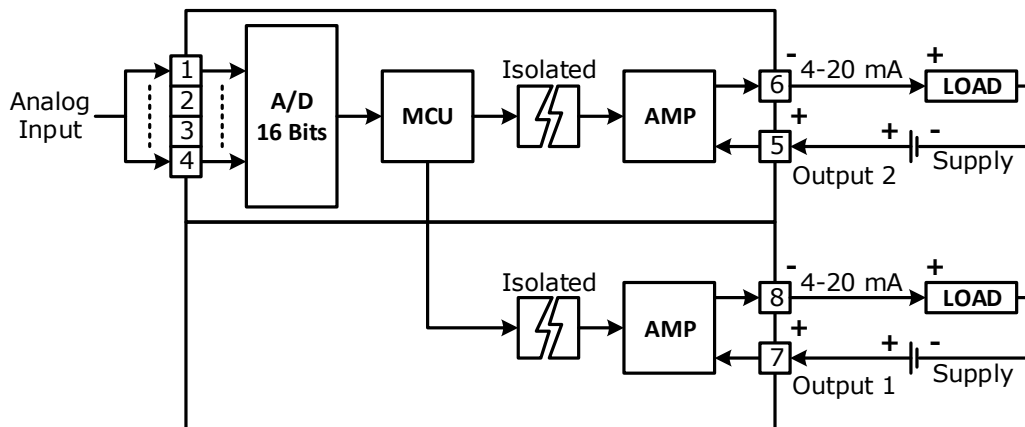 Analog
Input
1
2
3
4
A/D
16 Bits
MCU
Isolated
AMP
6
5
-
4-20 mA
+
LOAD
+
+
-
Output 2
Supply
Isolated
AMP
8
7
-
4-20 mA
+
LOAD
+
+
-
Output 1
Supply